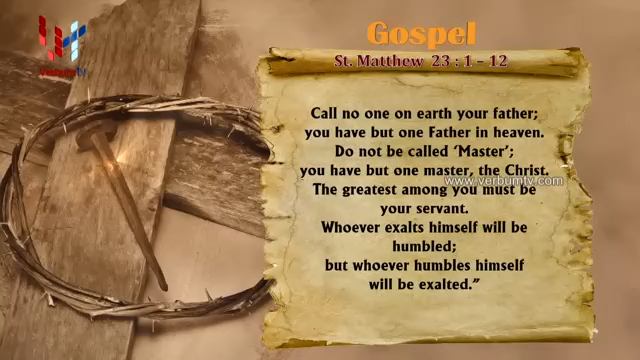 VerbumTV
Gospel
St. Matthew 23 : 1 - 12
Call no one on earth your father;
you have but one Father in heaven.
Do not be called ‘Master’;
you have but one master, the Christ.
www.verbumtv.com
The greatest among you must be
your servant.
Whoever exalts himself will be
humbled;
but whoever humbles himself
will be exalted.”